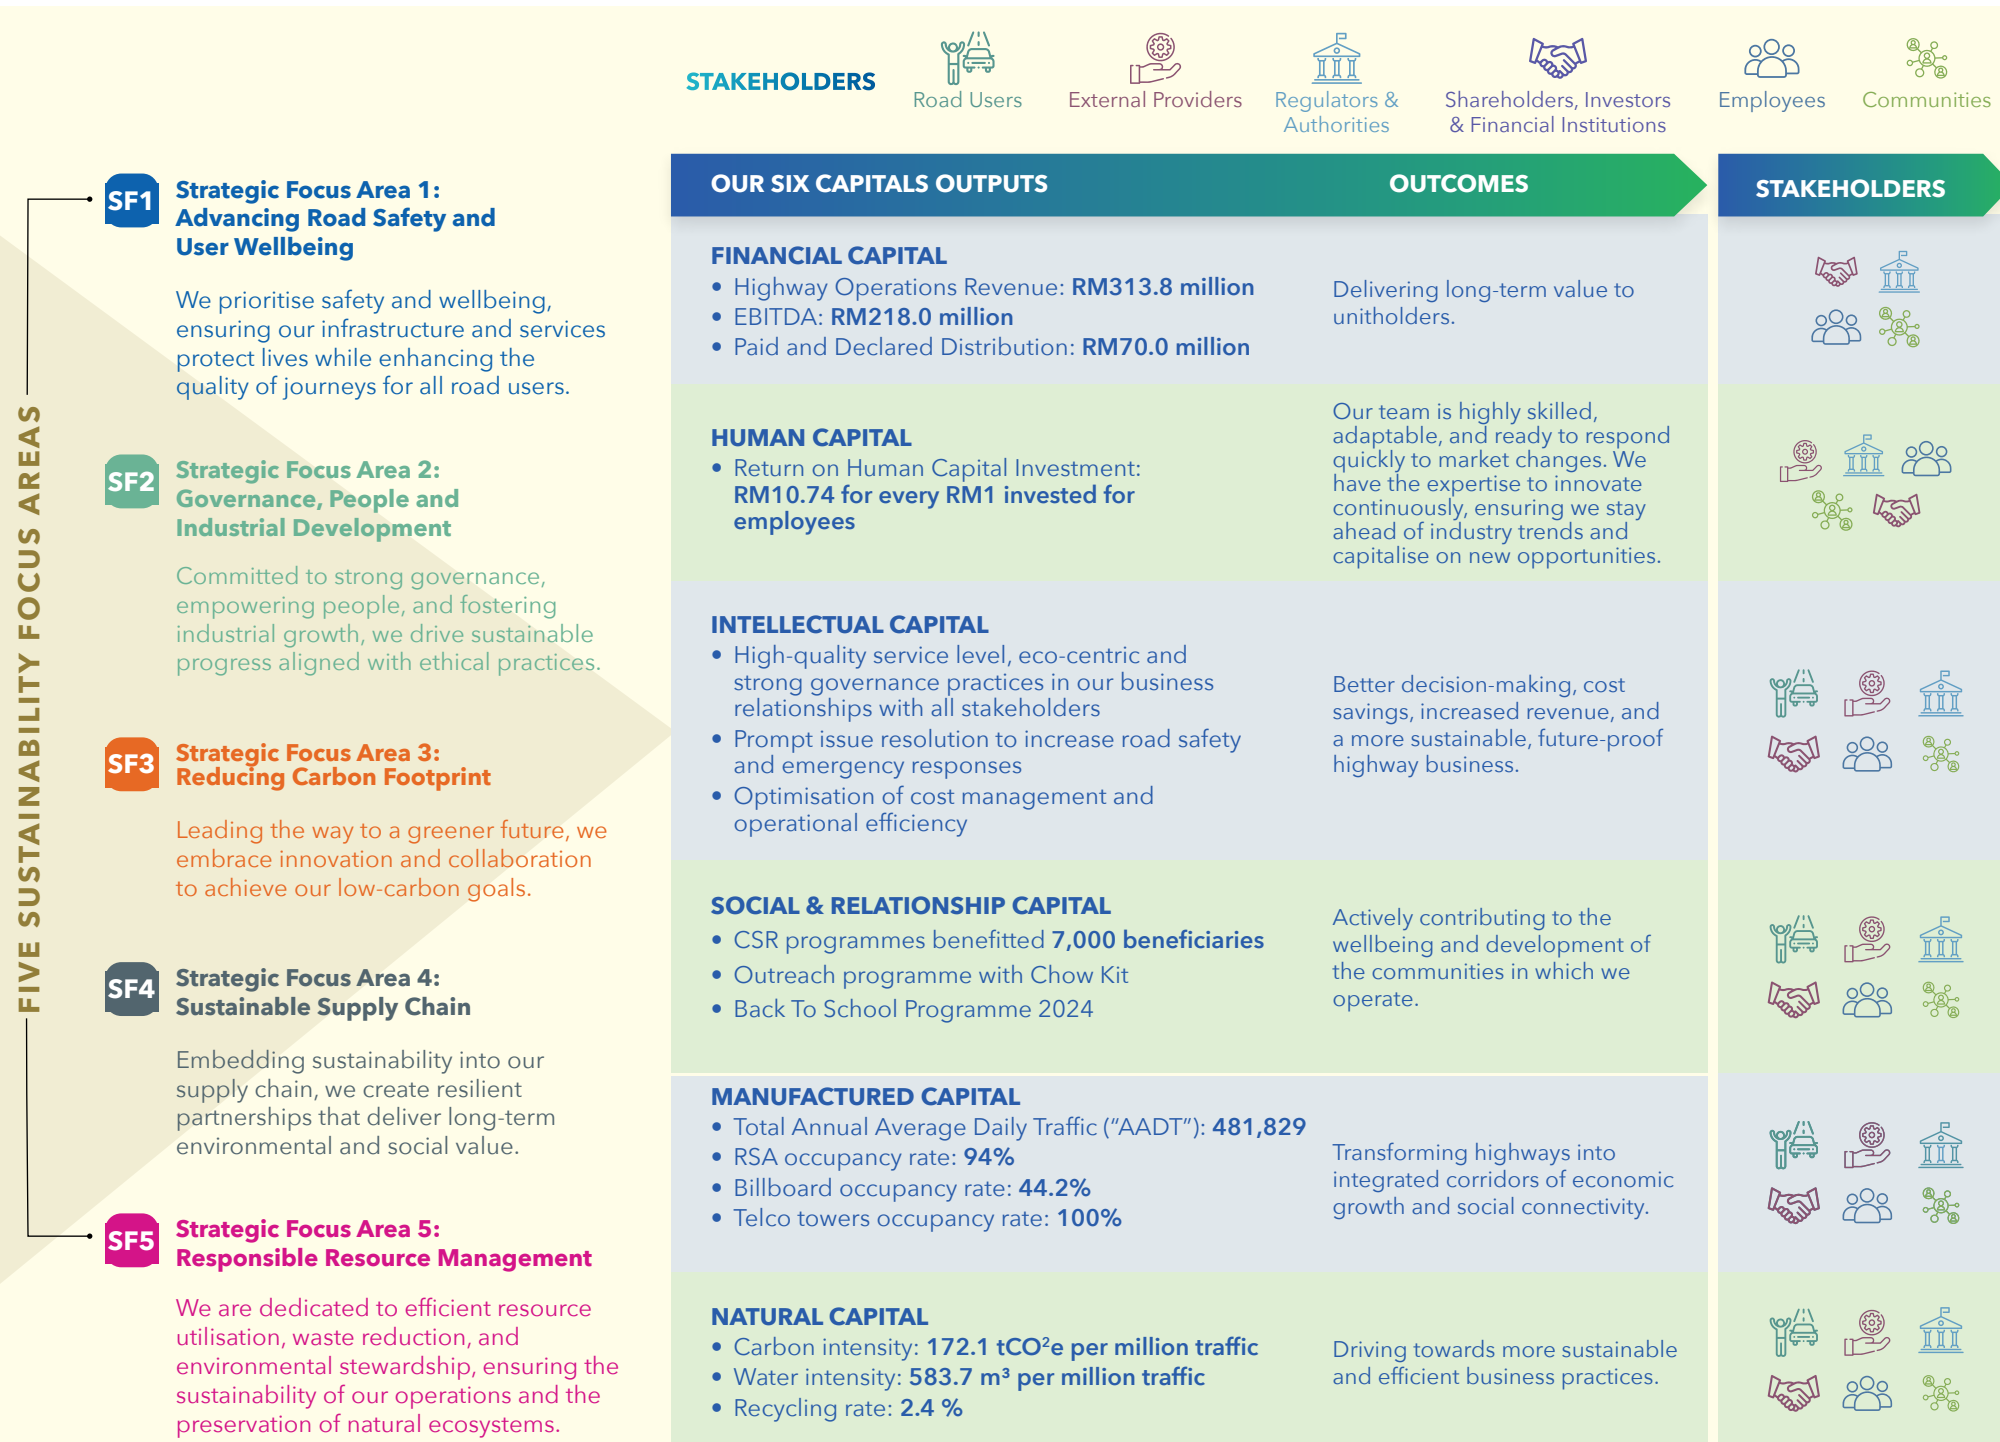 STAKEHOLDERS
Road Users
External Providers
Regulators &
Authorities
Shareholders, Investors
& Financial Institutions
Employees
Communities
FIVE SUSTAINABILITY FOCUS AREAS
SF1
Strategic Focus Area 1:
Advancing Road Safety and
User Wellbeing
We prioritise safety and wellbeing,
ensuring our infrastructure and services
protect lives while enhancing the
quality of journeys for all road users.
SF2
Strategic Focus Area 2:
Governance, People and
Industrial Development
Committed to strong governance,
empowering people, and fostering
industrial growth, we drive sustainable
progress aligned with ethical practices.
SF3
Strategic Focus Area 3:
Reducing Carbon Footprint
Leading the way to a greener future, we
embrace innovation and collaboration
to achieve our low-carbon goals.
SF4
Strategic Focus Area 4:
Sustainable Supply Chain
Embedding sustainability into our
supply chain, we create resilient
partnerships that deliver long-term
environmental and social value.
SF5
Strategic Focus Area 5:
Responsible Resource Management
We are dedicated to efficient resource
utilisation, waste reduction, and
environmental stewardship, ensuring the
sustainability of our operations and the
preservation of natural ecosystems.
OUR SIX CAPITALS OUTPUTS
OUTCOMES
STAKEHOLDERS
FINANCIAL CAPITAL
• Highway Operations Revenue: RM313.8 million
• EBITDA: RM218.0 million
• Paid and Declared Distribution: RM70.0 million
Delivering long-term value to
unitholders.
HUMAN CAPITAL
• Return on Human Capital Investment:
RM10.74 for every RM1 invested for
employees
Our team is highly skilled,
adaptable, and ready to respond
quickly to market changes. We
have the expertise to innovate
continuously, ensuring we stay
ahead of industry trends and
capitalise on new opportunities.
INTELLECTUAL CAPITAL
• High-quality service level, eco-centric and
strong governance practices in our business
relationships with all stakeholders
• Prompt issue resolution to increase road safety
and emergency responses
• Optimisation of cost management and
operational efficiency
Better decision-making, cost
savings, increased revenue, and
a more sustainable, future-proof
highway business.
SOCIAL & RELATIONSHIP CAPITAL
• CSR programmes benefitted 7,000 beneficiaries
• Outreach programme with Chow Kit
• Back To School Programme 2024
Actively contributing to the
wellbeing and development of
the communities in which we
operate.
MANUFACTURED CAPITAL
• Total Annual Average Daily Traffic (“AADT”): 481,829
• RSA occupancy rate: 94%
• Billboard occupancy rate: 44.2%
• Telco towers occupancy rate: 100%
Transforming highways into
integrated corridors of economic
growth and social connectivity.
NATURAL CAPITAL
• Carbon intensity: 172.1 tCO²e per million traffic
• Water intensity: 583.7 m³ per million traffic
• Recycling rate: 2.4 %
Driving towards more sustainable
and efficient business practices.